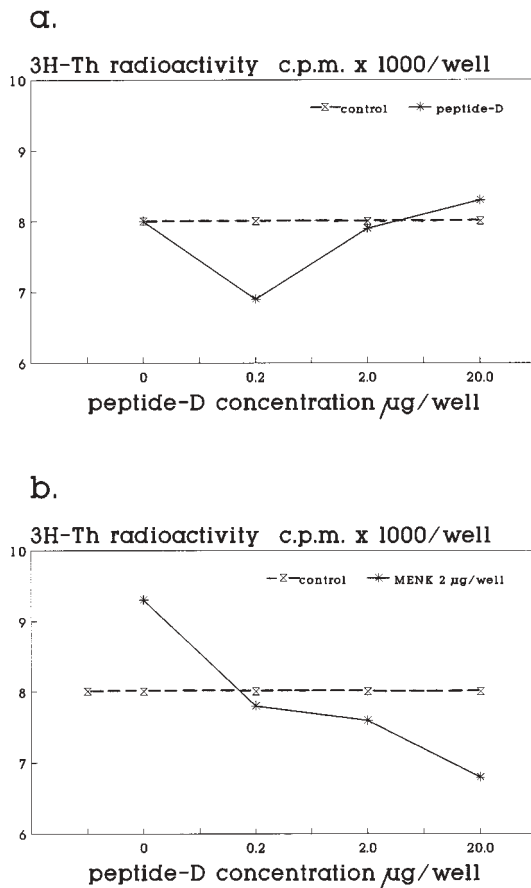 a.
3H-Th radioactivity c.p.m. x 1000/well
10
control peptide-D
9
8
7
6
0 0.2 2.0 20.0
peptide-D concentration µg/well
b.
3H-Th radioactivity c.p.m. x 1000/well
10
control MENK 2 µg/well
9
8
7
6
0 0.2 2.0 20.0
peptide-D concentration µg/well